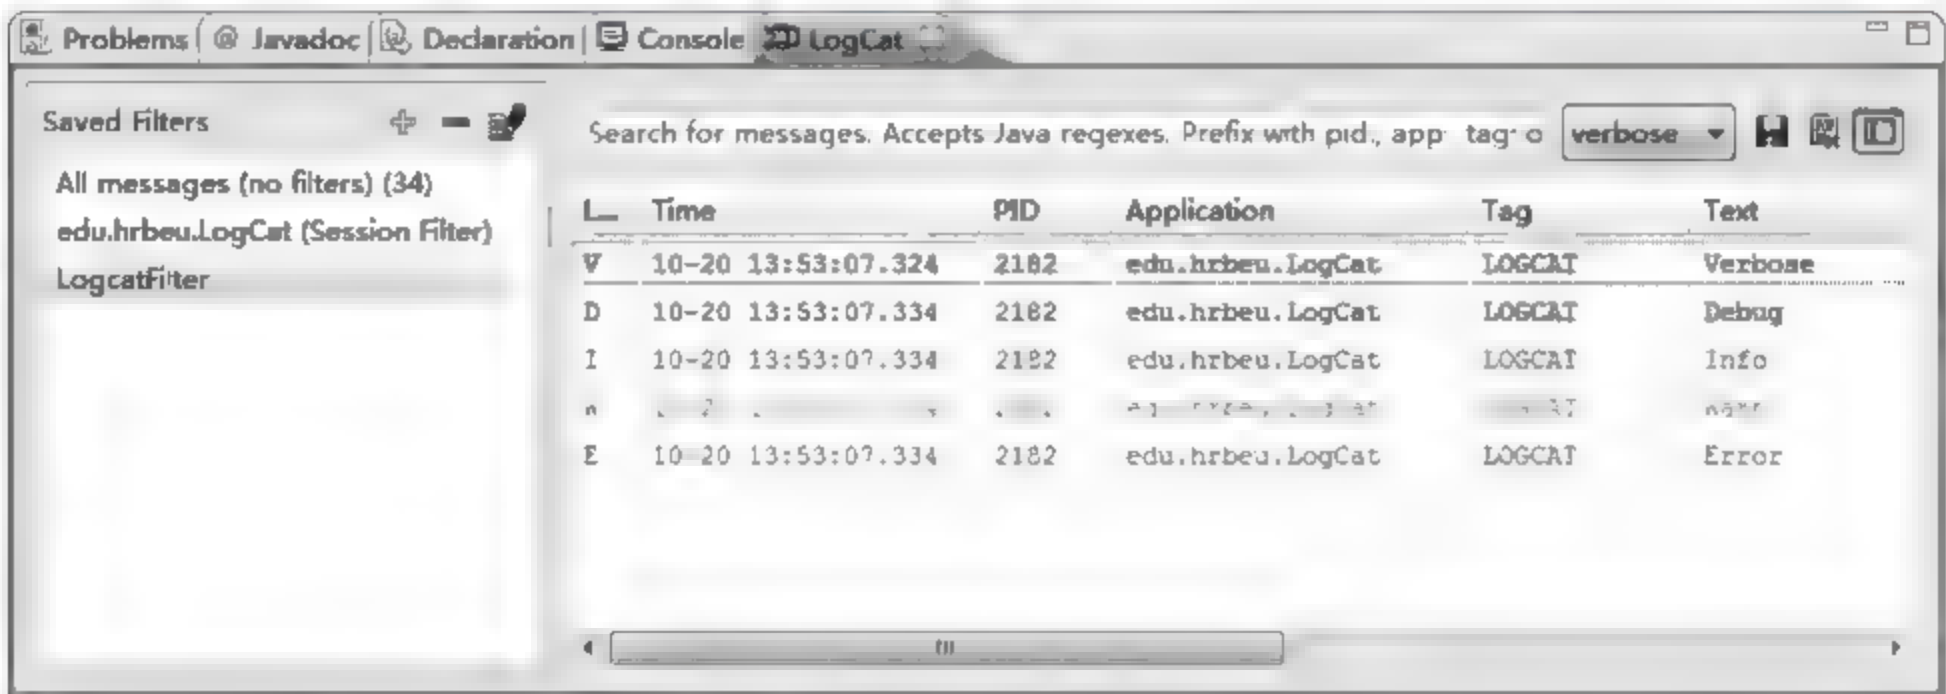 Problems @ Javadoc Declaration Console LogCat
Saved Filters
All messages (no filters) (34)
edu.hrbeu.LogCat (Session Filter)
LogcatFilter
Search for messages. Accepts Java regexes. Prefix with pid:, app: tag: o verbose
L... Time PID Application Tag Text
V 10-20 13:53:07.324 2182 edu.hrbeu.LogCat LOGCAT Verbose
D 10-20 13:53:07.334 2182 edu.hrbeu.LogCat LOGCAT Debug
I 10-20 13:53:07.334 2182 edu.hrbeu.LogCat LOGCAT Info
E 10-20 13:53:07.334 2182 edu.hrbeu.LogCat LOGCAT Error